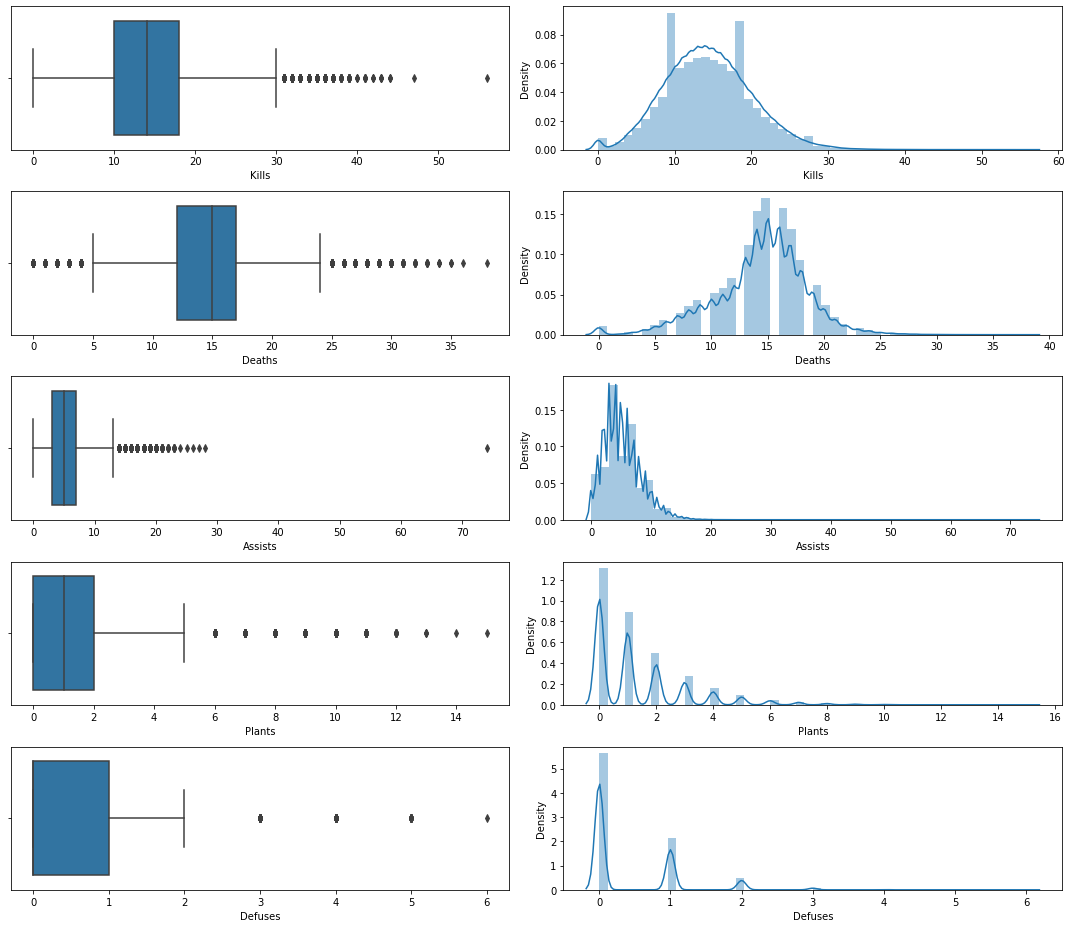 0 10 20 30 40 50
Kills
Density
0.08
0.06
0.04
0.02
0.00
0 10 20 30 40 50 60
Kills
0 5 10 15 20 25 30 35
Deaths
Density
0.15
0.10
0.05
0.00
0 5 10 15 20 25 30 35 40
Deaths
0 10 20 30 40 50 60 70
Assists
Density
0.15
0.10
0.05
0.00
0 10 20 30 40 50 60 70
Assists
0 2 4 6 8 10 12 14
Plants
Density
1.2
1.0
0.8
0.6
0.4
0.2
0.0
0 2 4 6 8 10 12 14 16
Plants
0 1 2 3 4 5 6
Defuses
Density
5
4
3
2
1
0
0 1 2 3 4 5 6
Defuses